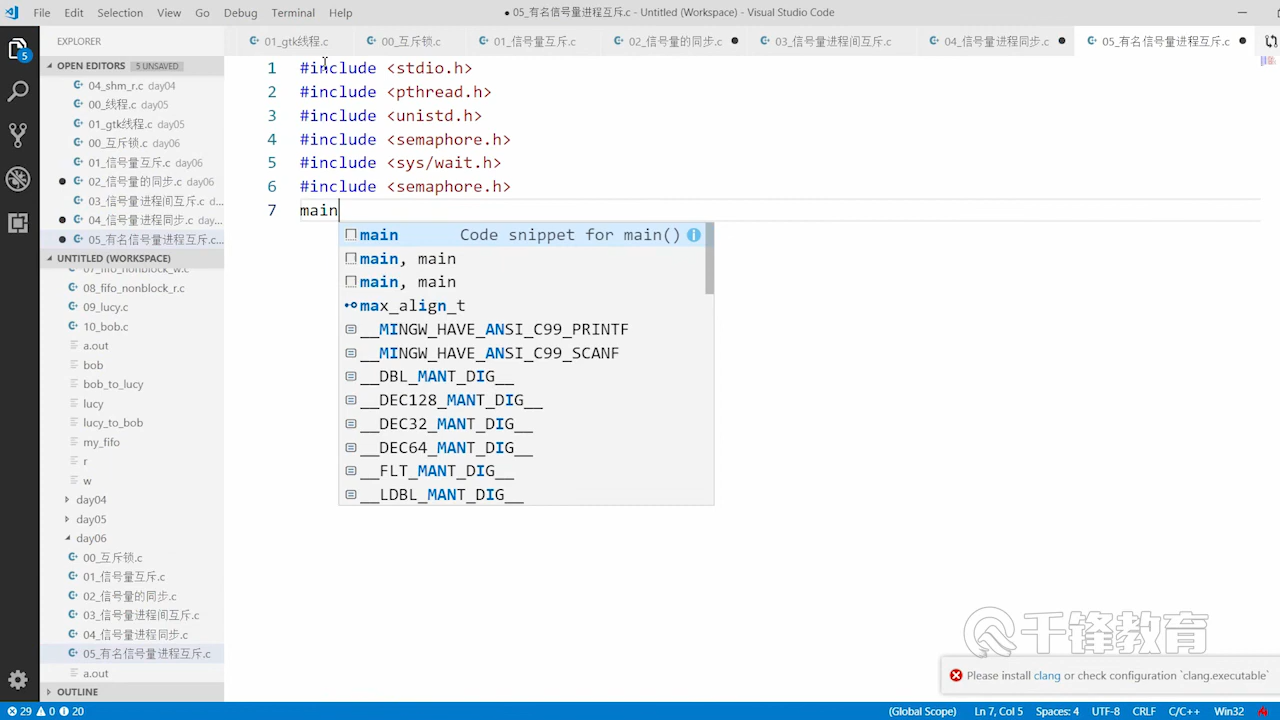 File Edit Selection View Go Debug Terminal Help
● 05_有名信号量进程互斥.c - Untitled (Workspace) - Visual Studio Code
5
EXPLORER
OPEN EDITORS 5 UNSAVED
04_shm_r.c day04
00_线程.c day05
01_gtk线程.c day05
00_互斥锁.c day06
01_信号量互斥.c day06
02_信号量的同步.c day06
03_信号量进程间互斥.c d...
04_信号量进程同步.c day...
05_有名信号量进程互斥.c...
UNTITLED (WORKSPACE)
07_fifo_nonblock_w.c
08_fifo_nonblock_r.c
09_lucy.c
10_bob.c
a.out
bob
bob_to_lucy
lucy
lucy_to_bob
my_fifo
r
w
day04
day05
day06
00_互斥锁.c
01_信号量互斥.c
02_信号量的同步.c
03_信号量进程间互斥.c
04_信号量进程同步.c
05_有名信号量进程互斥.c
a.out
OUTLINE
01_gtk线程.c 00_互斥锁.c 01_信号量互斥.c 02_信号量的同步.c ● 03_信号量进程间互斥.c 04_信号量进程同步.c ● 05_有名信号量进程互斥.c ●
1 #include <stdio.h>
2 #include <pthread.h>
3 #include <unistd.h>
4 #include <semaphore.h>
5 #include <sys/wait.h>
6 #include <semaphore.h>
7 main
main Code snippet for main()
main, main
main, main
max_align_t
__MINGW_HAVE_ANSI_C99_PRINTF
__MINGW_HAVE_ANSI_C99_SCANF
__DBL_MANT_DIG__
__DEC128_MANT_DIG__
__DEC32_MANT_DIG__
__DEC64_MANT_DIG__
__FLT_MANT_DIG__
__LDBL_MANT_DIG__
千锋教育
Please install clang or check configuration `clang.executable`
29 0 20
(Global Scope) Ln 7, Col 5 Spaces: 4 UTF-8 CRLF C/C++ Win32